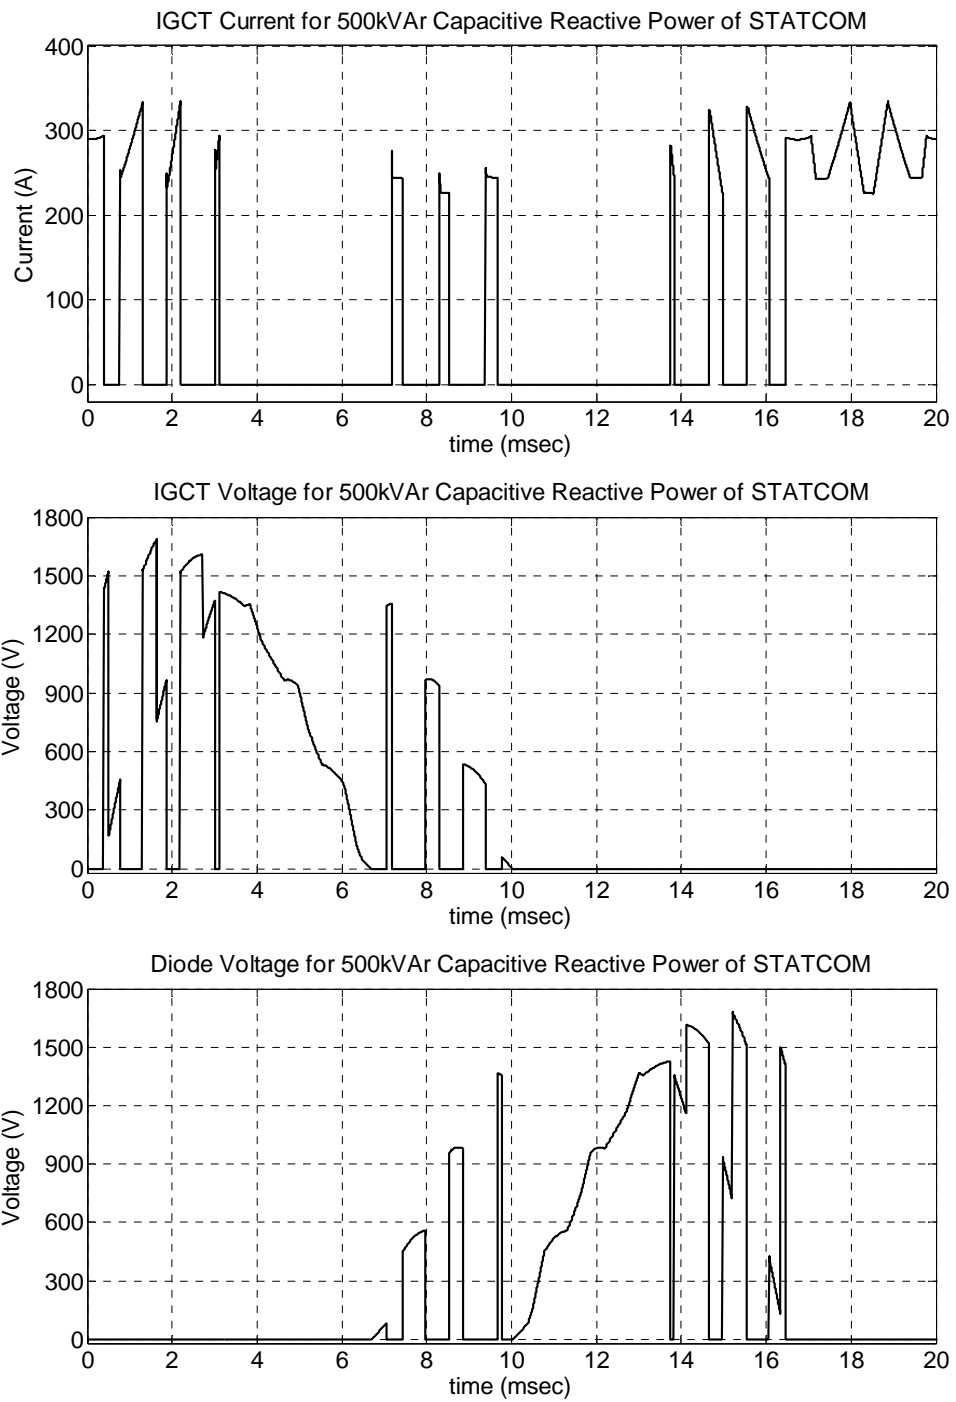 IGCT Current for 500kVAr Capacitive Reactive Power of STATCOM
400
300
200
100
0
Current (A)
0 2 4 6 8 10 12 14 16 18 20
time (msec)
IGCT Voltage for 500kVAr Capacitive Reactive Power of STATCOM
1800
1500
1200
900
600
300
0
Voltage (V)
0 2 4 6 8 10 12 14 16 18 20
time (msec)
Diode Voltage for 500kVAr Capacitive Reactive Power of STATCOM
1800
1500
1200
900
600
300
0
Voltage (V)
0 2 4 6 8 10 12 14 16 18 20
time (msec)